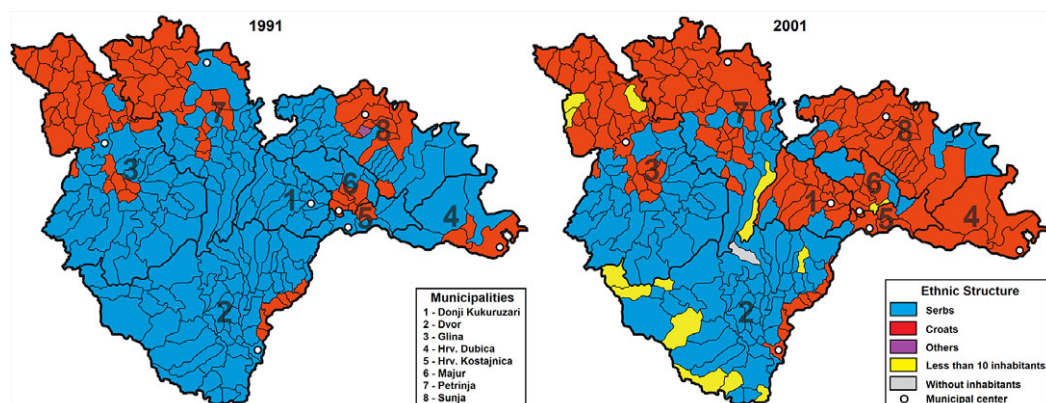 1991
7
8
3
6
1
5
4
2
Municipalities
1 - Donji Kukuruzari
2 - Dvor
3 - Glina
4 - Hrv. Dubica
5 - Hrv. Kostajnica
6 - Majur
7 - Petrinja
8 - Sunja
2001
7
8
3
6
1
5
4
2
Ethnic Structure
Serbs
Croats
Others
Less than 10 inhabitants
Without inhabitants
Municipal center